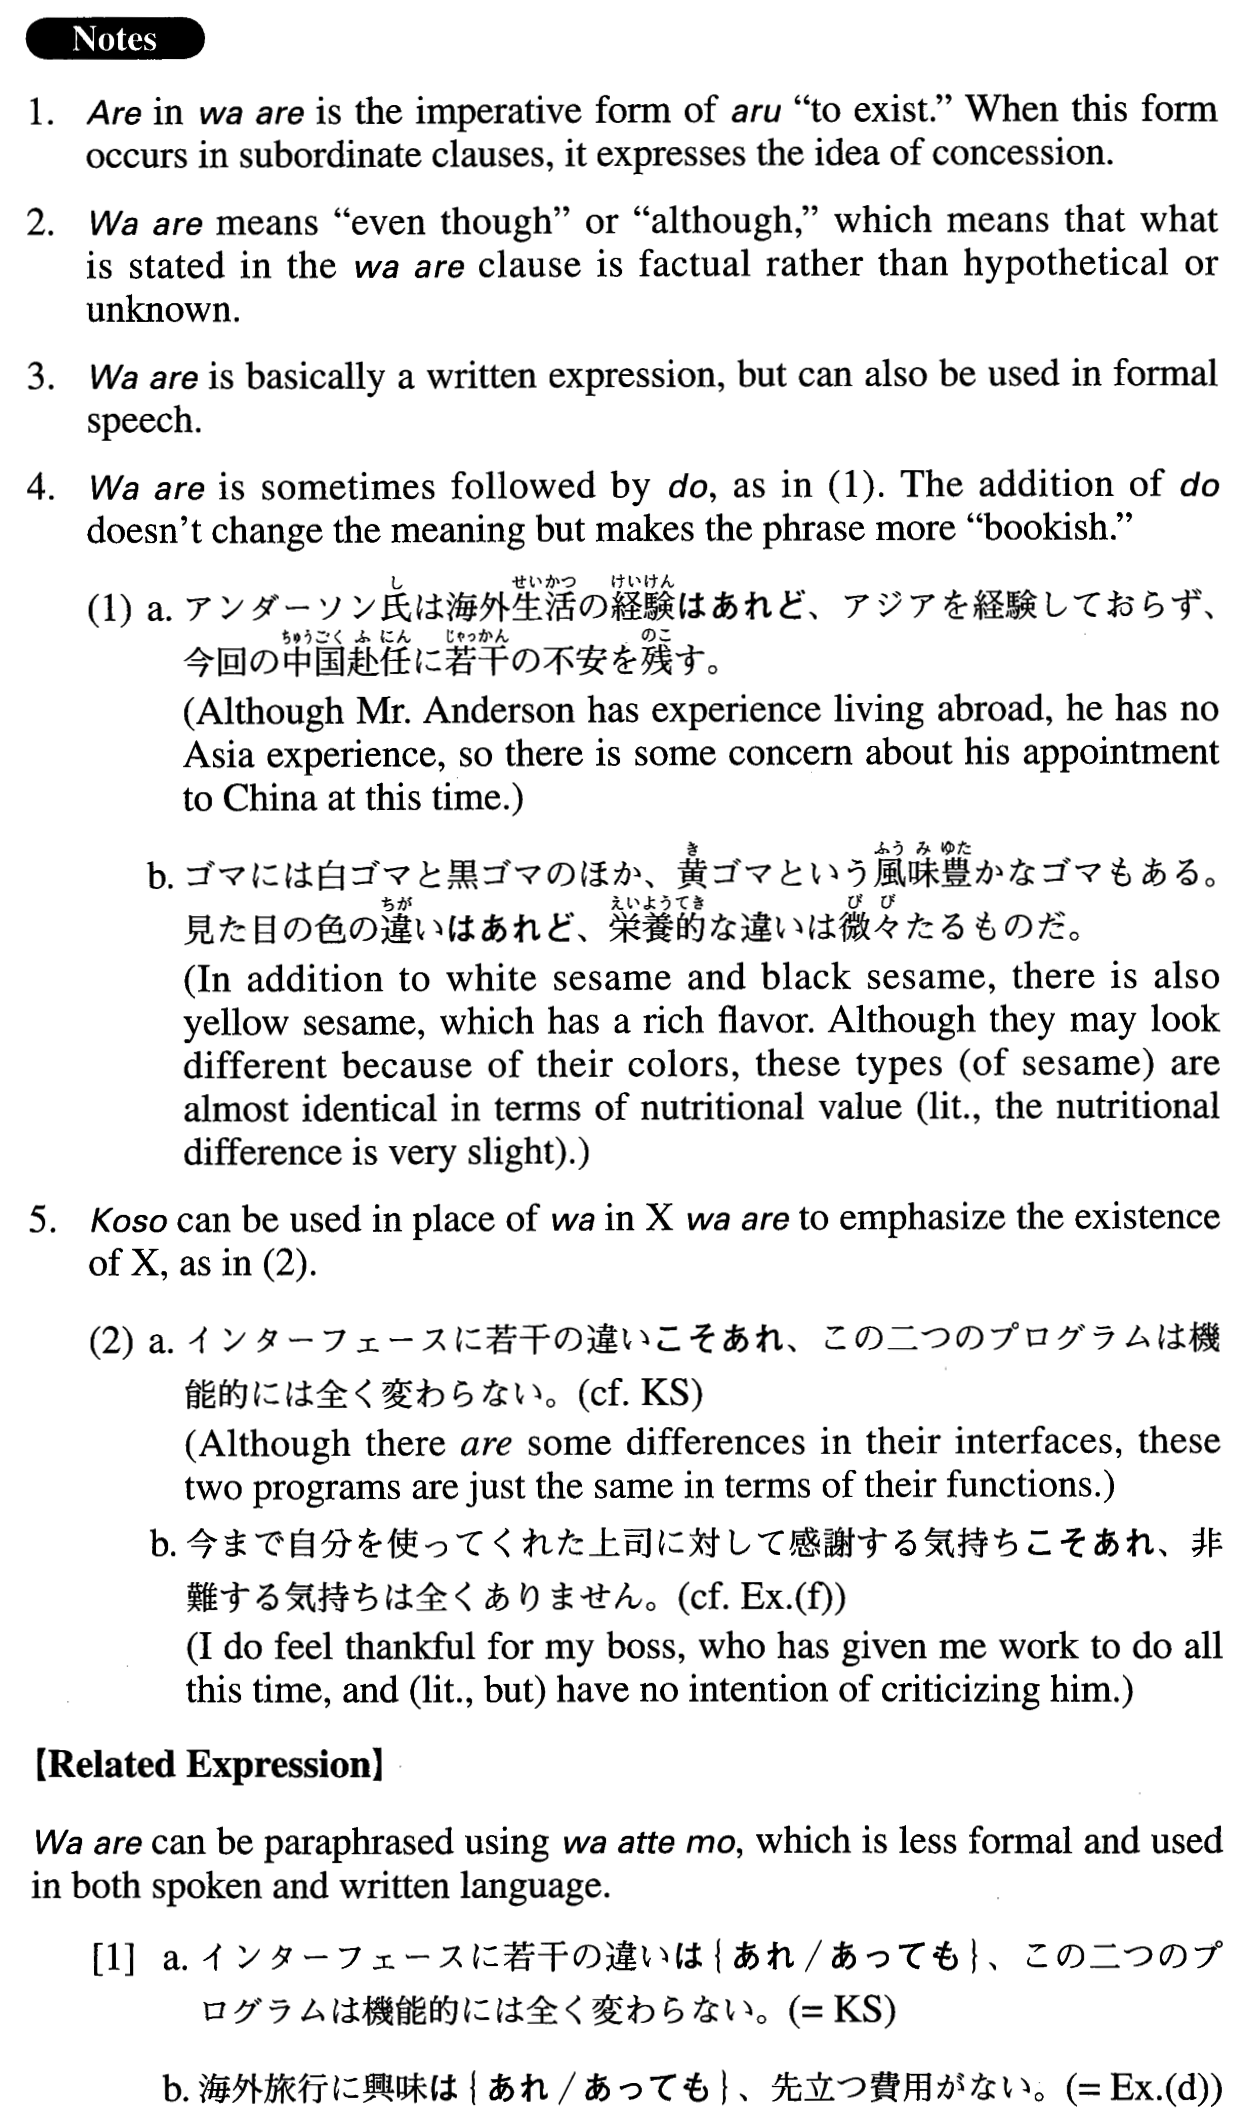 Notes
1. Are in wa are is the imperative form of aru “to exist.” When this form
occurs in subordinate clauses, it expresses the idea of concession.
2. Wa are means “even though” or “although,” which means that what
is stated in the wa are clause is factual rather than hypothetical or
unknown.
3. Wa are is basically a written expression, but can also be used in formal
speech.
4. Wa are is sometimes followed by do, as in (1). The addition of do
doesn’t change the meaning but makes the phrase more “bookish.”
し せいかつ けいけん
(1) a. アンダーソン氏は海外生活の経験はあれど、アジアを経験しておらず、
ちゅうごく ふ にん じゃっかん のこ
今回の中国赴任に若干の不安を残す。
(Although Mr. Anderson has experience living abroad, he has no
Asia experience, so there is some concern about his appointment
to China at this time.)
き ふう み ゆた
b. ゴマには白ゴマと黒ゴマのほか、黄ゴマという風味豊かなゴマもある。
ちが えいようてき び び
見た目の色の違いはあれど、栄養的な違いは微々たるものだ。
(In addition to white sesame and black sesame, there is also
yellow sesame, which has a rich flavor. Although they may look
different because of their colors, these types (of sesame) are
almost identical in terms of nutritional value (lit., the nutritional
difference is very slight).)
5. Koso can be used in place of wa in X wa are to emphasize the existence
of X, as in (2).
(2) a. インターフェースに若干の違いこそあれ、この二つのプログラムは機
能的には全く変わらない。(cf. KS)
(Although there are some differences in their interfaces, these
two programs are just the same in terms of their functions.)
b. 今まで自分を使ってくれた上司に対して感謝する気持ちこそあれ、非
難する気持ちは全くありません。(cf. Ex.(f))
(I do feel thankful for my boss, who has given me work to do all
this time, and (lit., but) have no intention of criticizing him.)
【Related Expression】
Wa are can be paraphrased using wa atte mo, which is less formal and used
in both spoken and written language.
[1] a. インターフェースに若干の違いは{あれ/あっても}、この二つのプ
ログラムは機能的には全く変わらない。(= KS)
b. 海外旅行に興味は{あれ/あっても}、先立つ費用がない。(= Ex.(d))